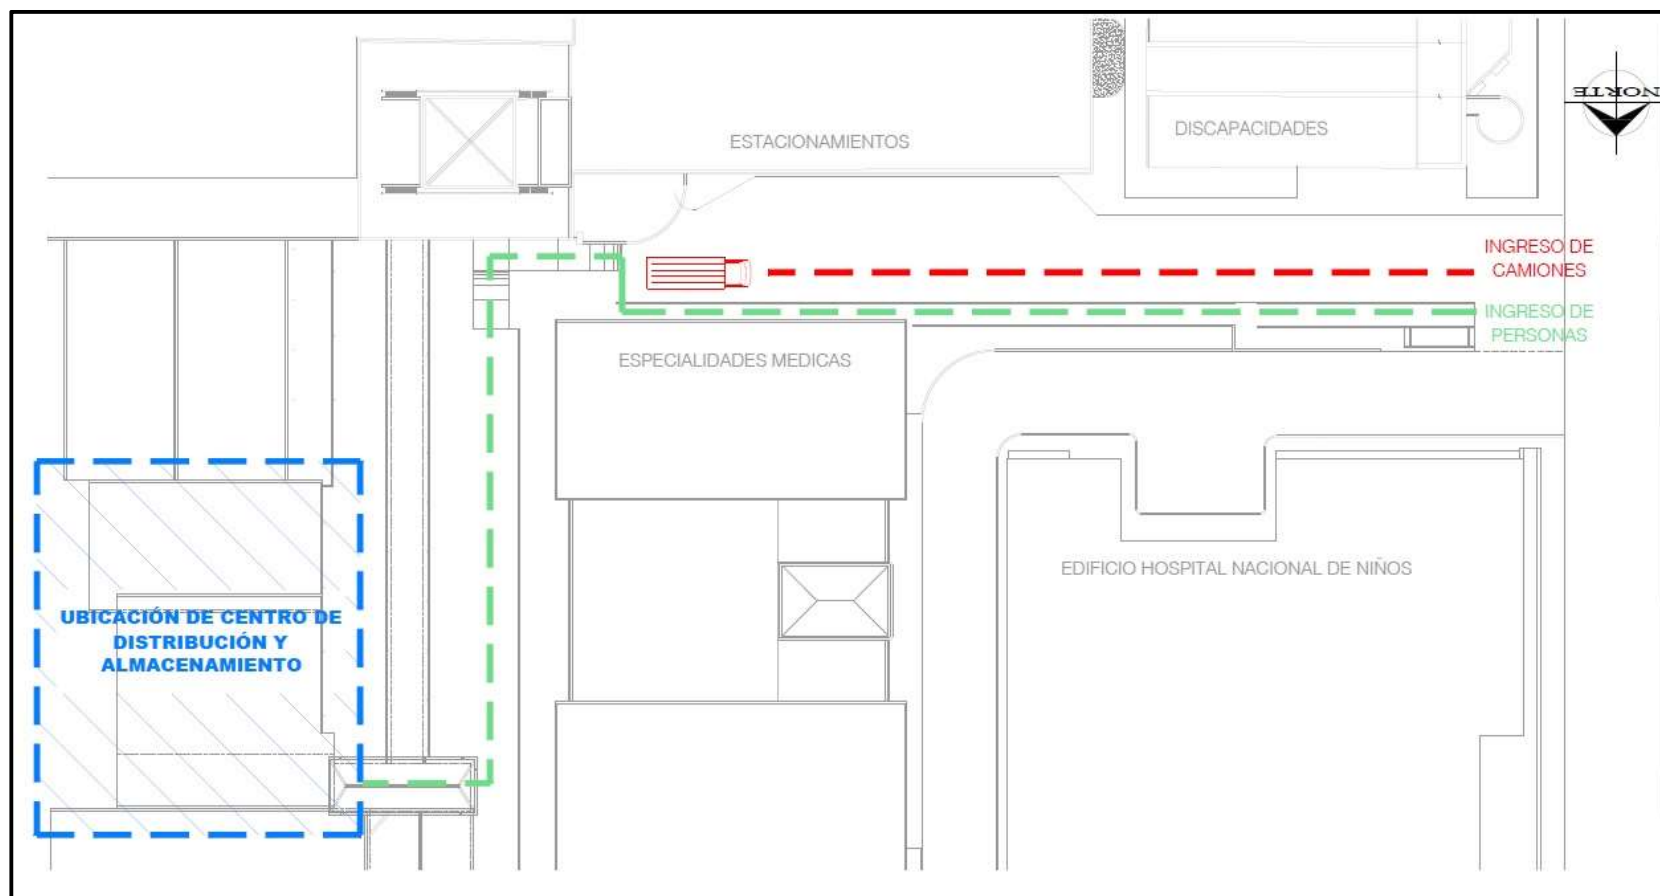 NORTE
ESTACIONAMIENTOS
DISCAPACIDADES
INGRESO DE
CAMIONES
INGRESO DE
PERSONAS
ESPECIALIDADES MEDICAS
EDIFICIO HOSPITAL NACIONAL DE NIÑOS
UBICACIÓN DE CENTRO DE
DISTRIBUCIÓN Y
ALMACENAMIENTO